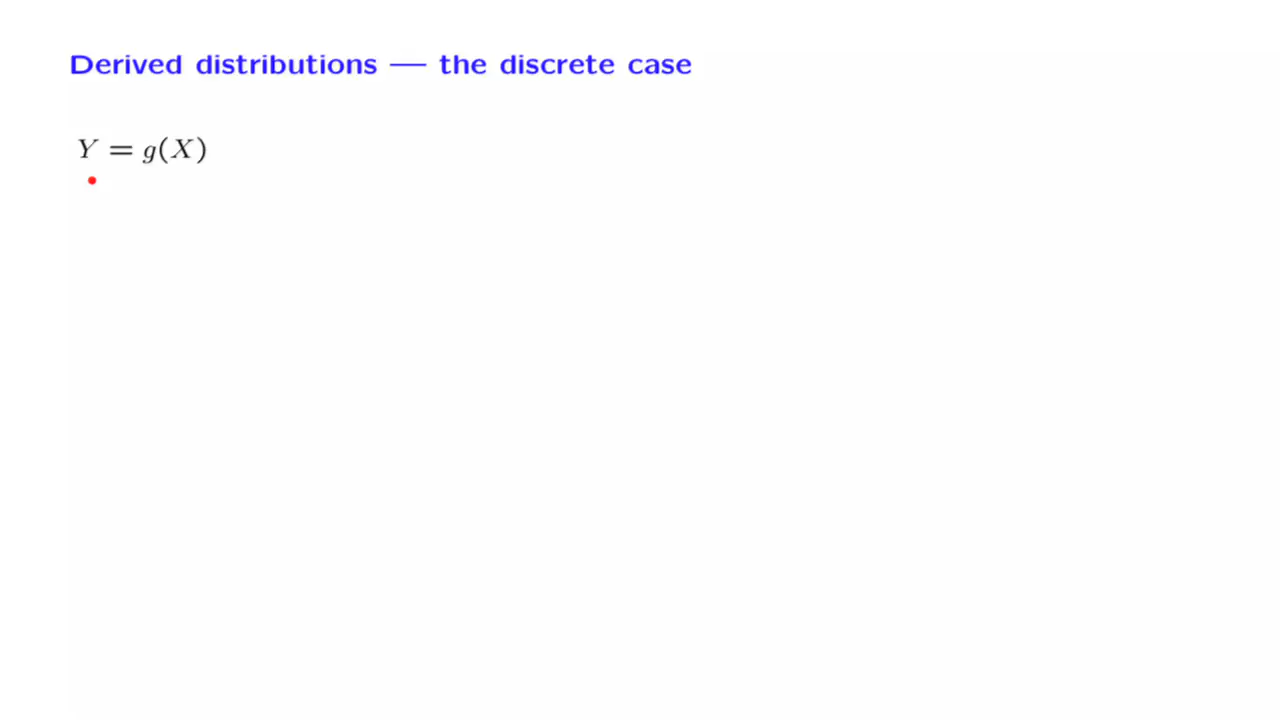 Derived distributions — the discrete case
Y = g(X)